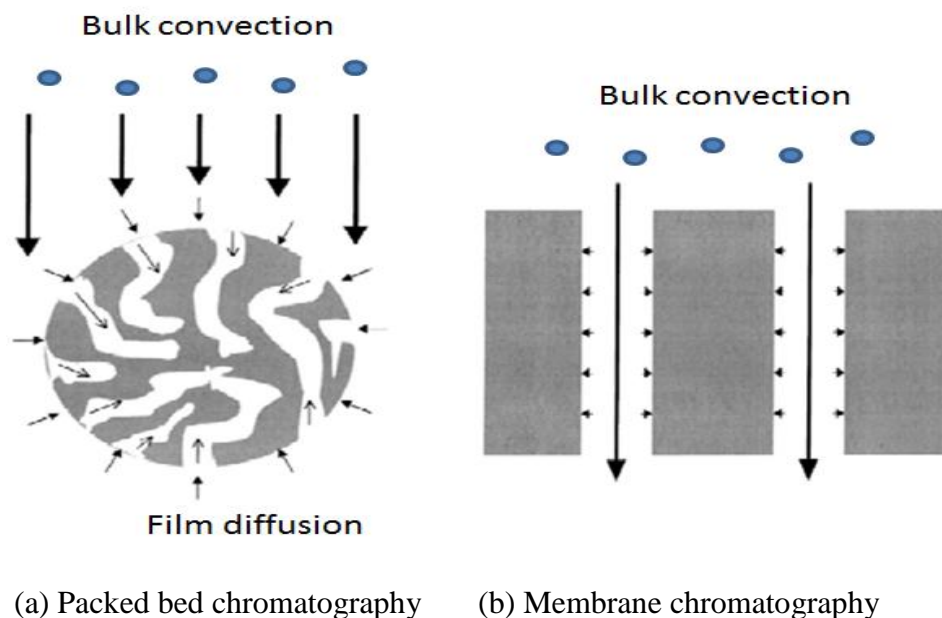 Bulk convection
Bulk convection
Film diffusion
(a) Packed bed chromatography
(b) Membrane chromatography